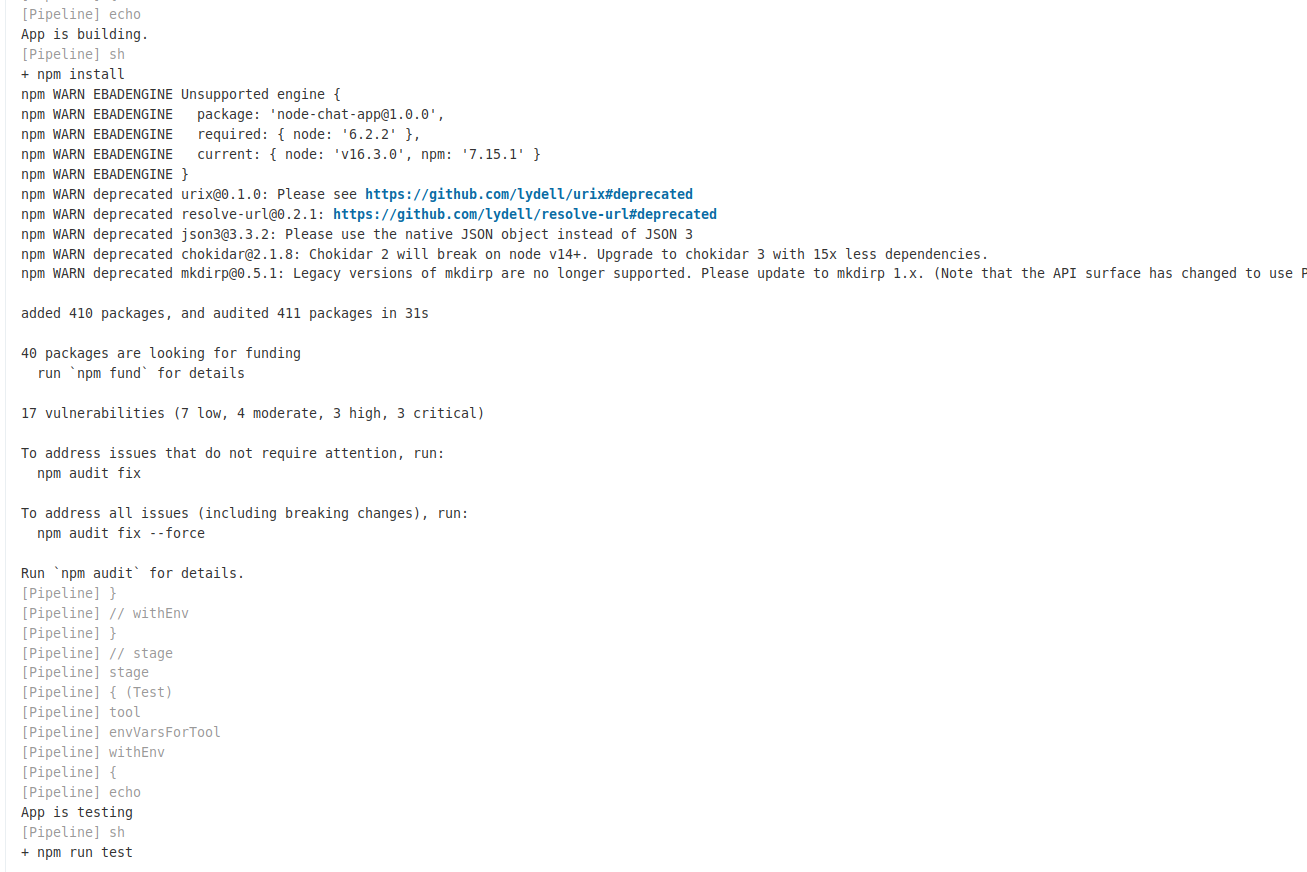 [Pipeline] echo
App is building.
[Pipeline] sh
+ npm install
npm WARN EBADENGINE Unsupported engine {
npm WARN EBADENGINE   package: 'node-chat-app@1.0.0',
npm WARN EBADENGINE   required: { node: '6.2.2' },
npm WARN EBADENGINE   current: { node: 'v16.3.0', npm: '7.15.1' }
npm WARN EBADENGINE }
npm WARN deprecated urix@0.1.0: Please see https://github.com/lydell/urix#deprecated
npm WARN deprecated resolve-url@0.2.1: https://github.com/lydell/resolve-url#deprecated
npm WARN deprecated json3@3.3.2: Please use the native JSON object instead of JSON 3
npm WARN deprecated chokidar@2.1.8: Chokidar 2 will break on node v14+. Upgrade to chokidar 3 with 15x less dependencies.
npm WARN deprecated mkdirp@0.5.1: Legacy versions of mkdirp are no longer supported. Please update to mkdirp 1.x. (Note that the API surface has changed to use

added 410 packages, and audited 411 packages in 31s

40 packages are looking for funding
  run `npm fund` for details

17 vulnerabilities (7 low, 4 moderate, 3 high, 3 critical)

To address issues that do not require attention, run:
  npm audit fix

To address all issues (including breaking changes), run:
  npm audit fix --force

Run `npm audit` for details.
[Pipeline] }
[Pipeline] // withEnv
[Pipeline] }
[Pipeline] // stage
[Pipeline] stage
[Pipeline] { (Test)
[Pipeline] tool
[Pipeline] envVarsForTool
[Pipeline] withEnv
[Pipeline] {
[Pipeline] echo
App is testing
[Pipeline] sh
+ npm run test